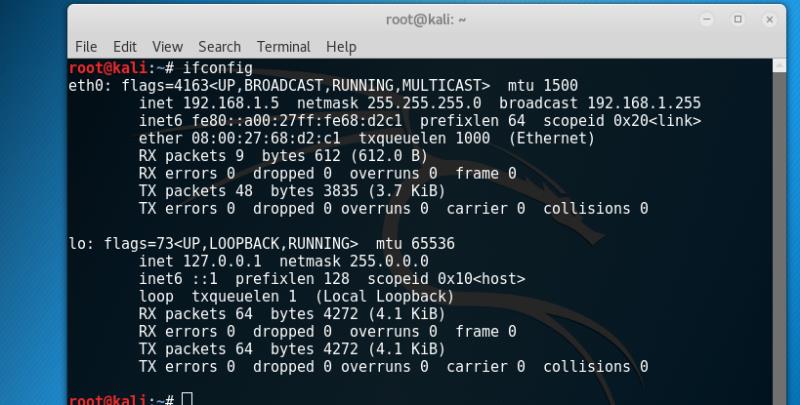 root@kali: ~
File Edit View Search Terminal Help
root@kali:~# ifconfig
eth0: flags=4163<UP,BROADCAST,RUNNING,MULTICAST>  mtu 1500
        inet 192.168.1.5  netmask 255.255.255.0  broadcast 192.168.1.255
        inet6 fe80::a00:27ff:fe68:d2c1  prefixlen 64  scopeid 0x20<link>
        ether 08:00:27:68:d2:c1  txqueuelen 1000  (Ethernet)
        RX packets 9  bytes 612 (612.0 B)
        RX errors 0  dropped 0  overruns 0  frame 0
        TX packets 48  bytes 3835 (3.7 KiB)
        TX errors 0  dropped 0 overruns 0  carrier 0  collisions 0
lo: flags=73<UP,LOOPBACK,RUNNING>  mtu 65536
        inet 127.0.0.1  netmask 255.0.0.0
        inet6 ::1  prefixlen 128  scopeid 0x10<host>
        loop  txqueuelen 1  (Local Loopback)
        RX packets 64  bytes 4272 (4.1 KiB)
        RX errors 0  dropped 0  overruns 0  frame 0
        TX packets 64  bytes 4272 (4.1 KiB)
        TX errors 0  dropped 0 overruns 0  carrier 0  collisions 0
root@kali:~#